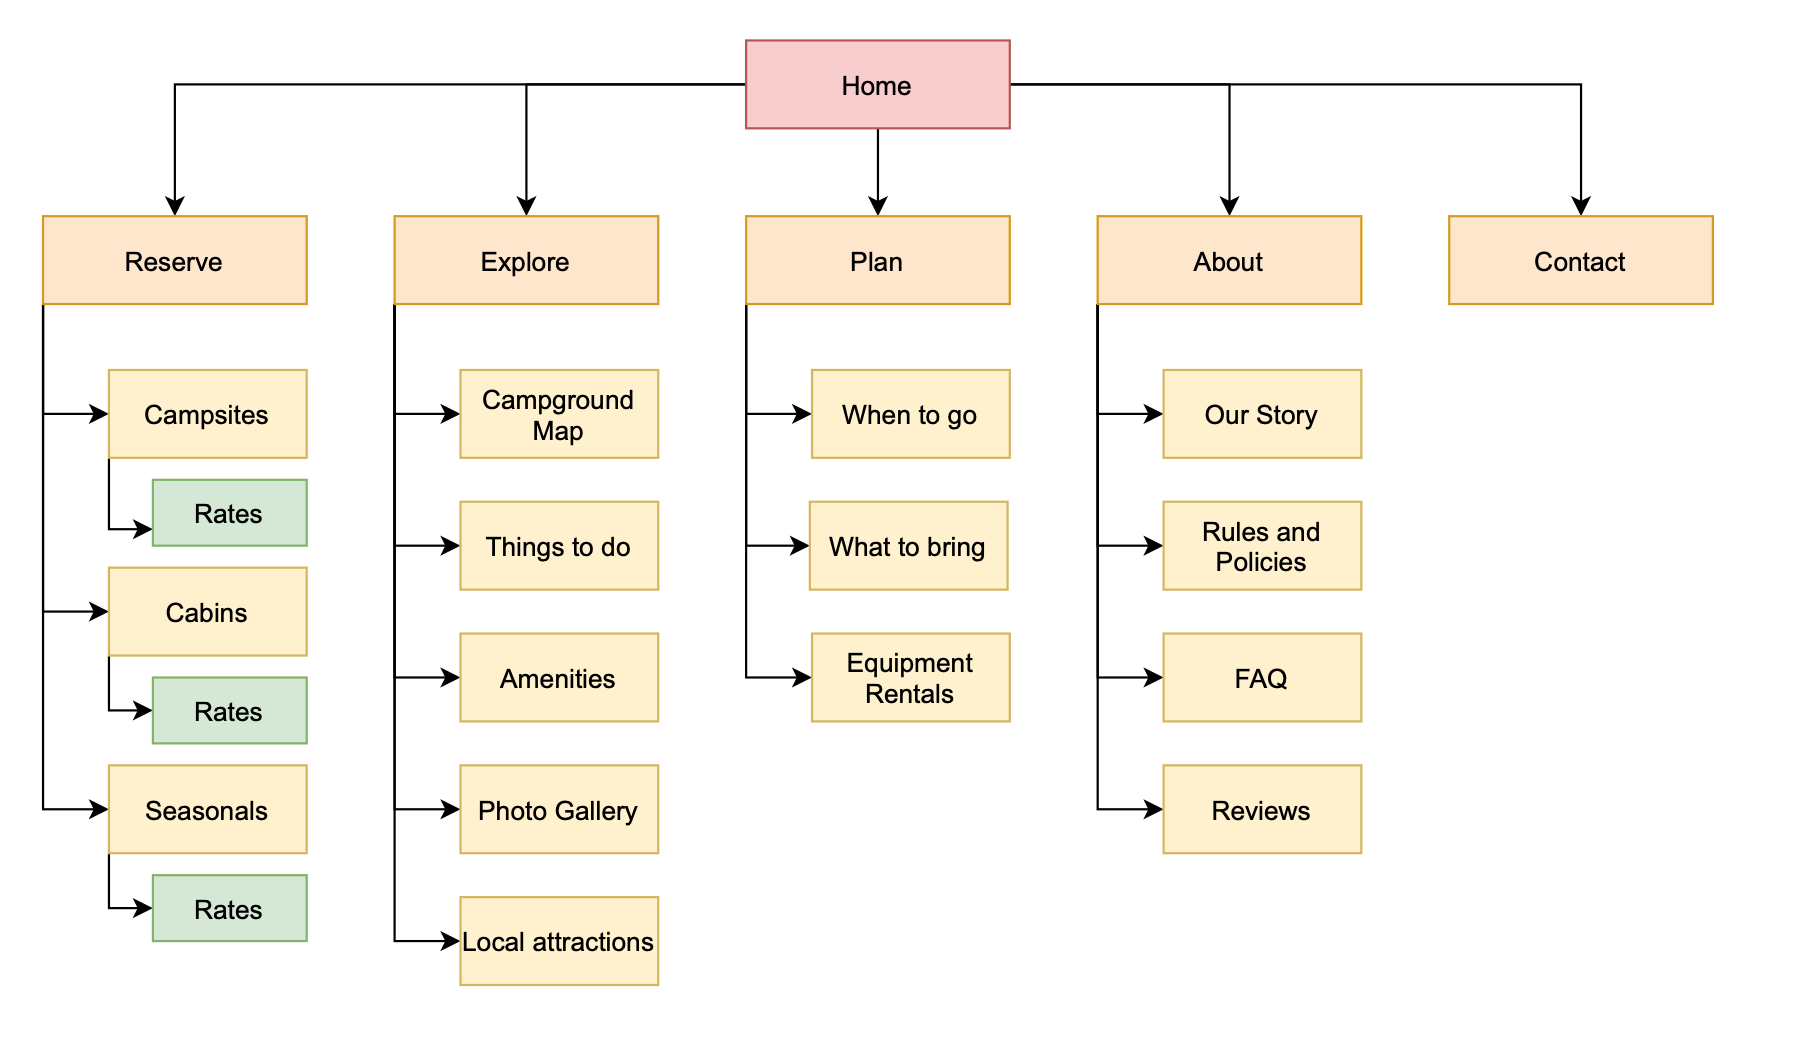 Home
Reserve
Explore
Plan
About
Contact
Campsites
Rates
Cabins
Rates
Seasonals
Rates
Campground
Map
Things to do
Amenities
Photo Gallery
Local attractions
When to go
What to bring
Equipment
Rentals
Our Story
Rules and
Policies
FAQ
Reviews